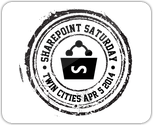 SHAREPOINT SATURDAY
S
TWIN CITIES APR 5 2014